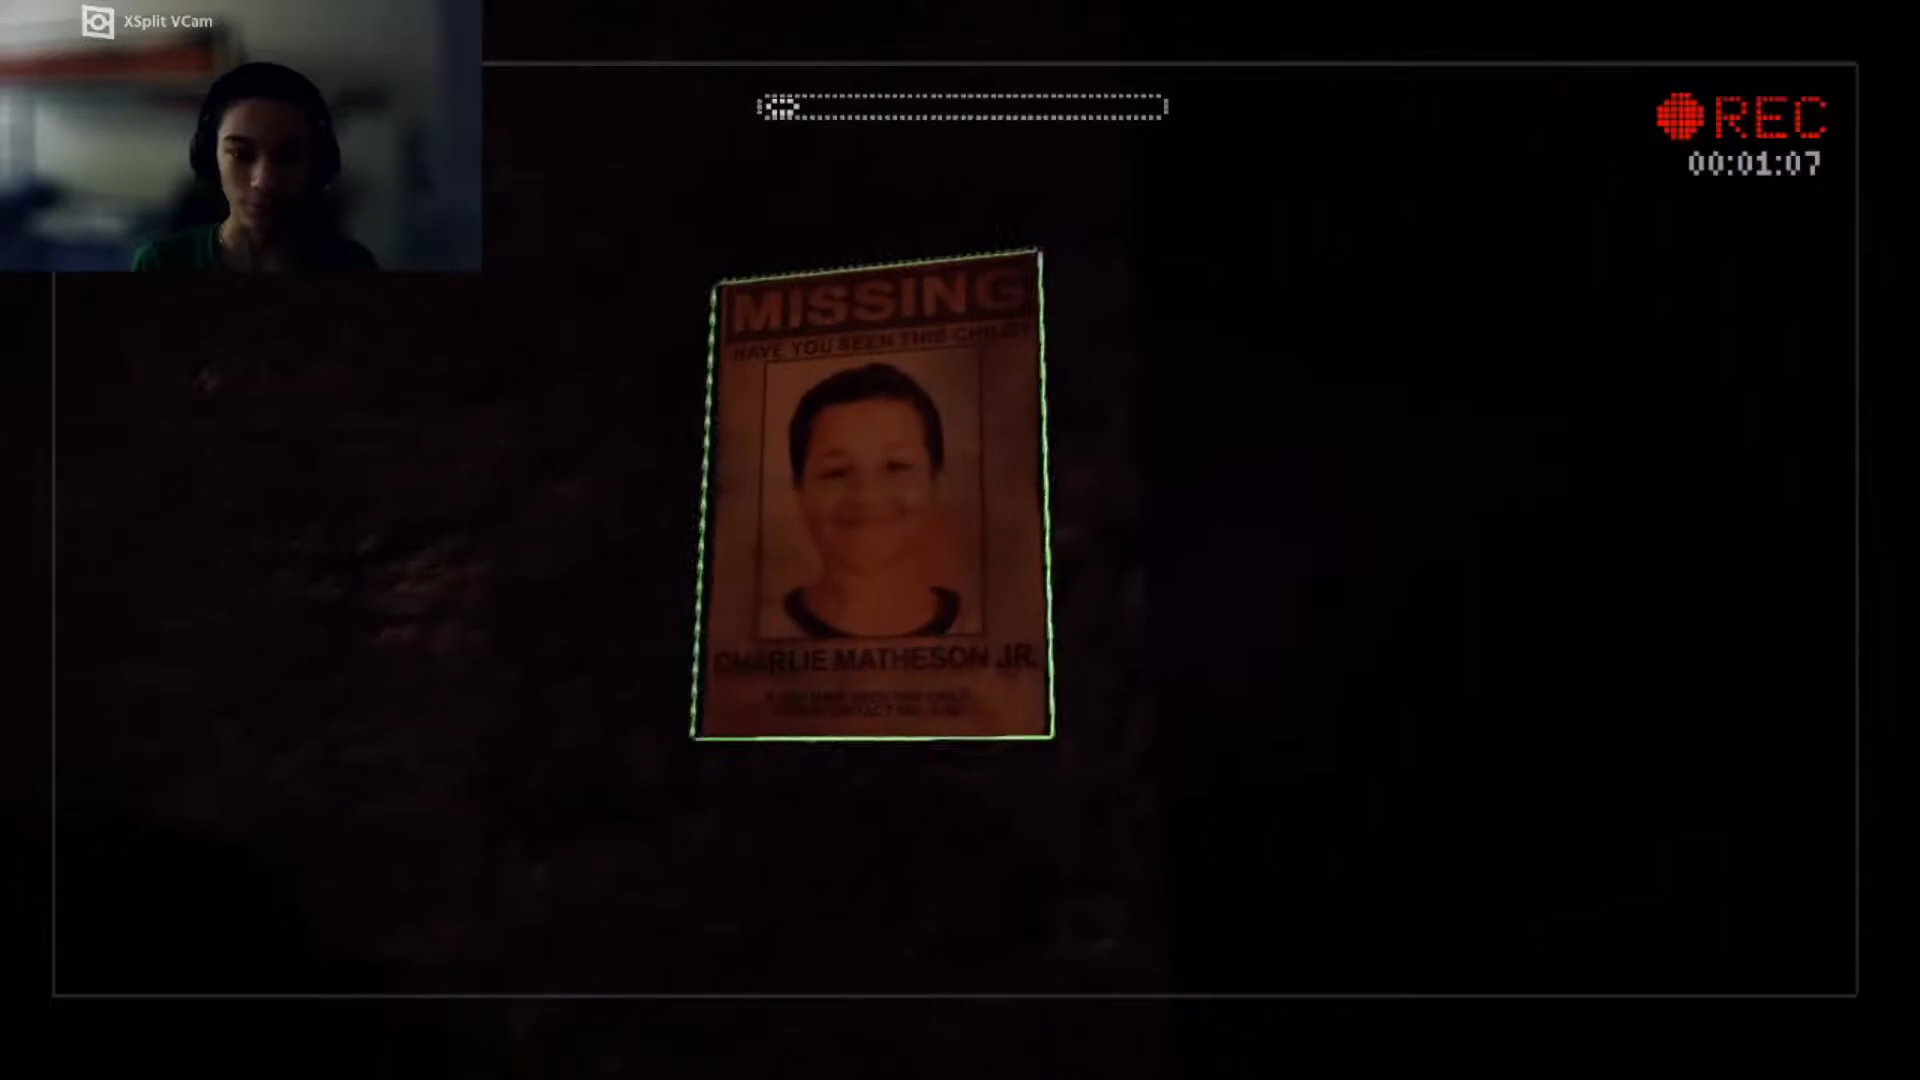 XSplit VCam
REC
00:01:07
MISSING
HAVE YOU SEEN THIS CHILD?
CHARLIE MATHESON JR.